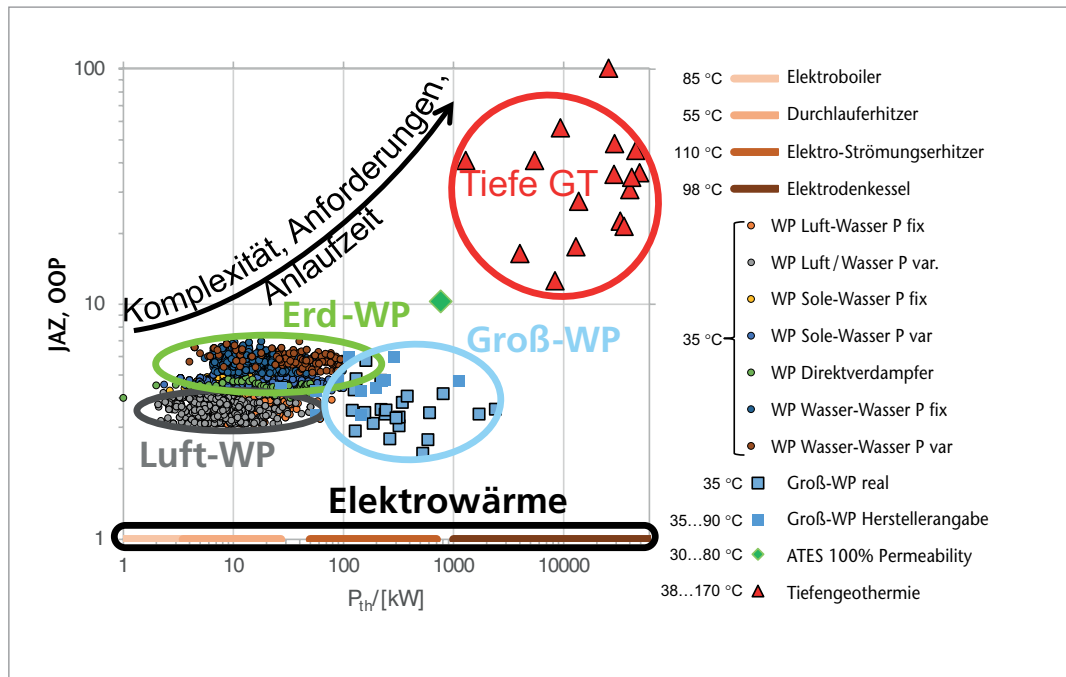 100
10
1
JAZ, OOP
1
10
100
1000
10000
Pth/[kW]
Komplexität, Anforderungen,
Anlaufzeit
Tiefe GT
Erd-WP
Groß-WP
Luft-WP
Elektrowärme
85 °C Elektroboiler
55 °C Durchlauferhitzer
110 °C Elektro-Strömungserhitzer
98 °C Elektrodenkessel
WP Luft-Wasser P fix
WP Luft/Wasser P var.
WP Sole-Wasser P fix
35 °C WP Sole-Wasser P var
WP Direktverdampfer
WP Wasser-Wasser P fix
WP Wasser-Wasser P var
35 °C Groß-WP real
35...90 °C Groß-WP Herstellerangabe
30...80 °C ATES 100% Permeability
38...170 °C Tiefengeothermie